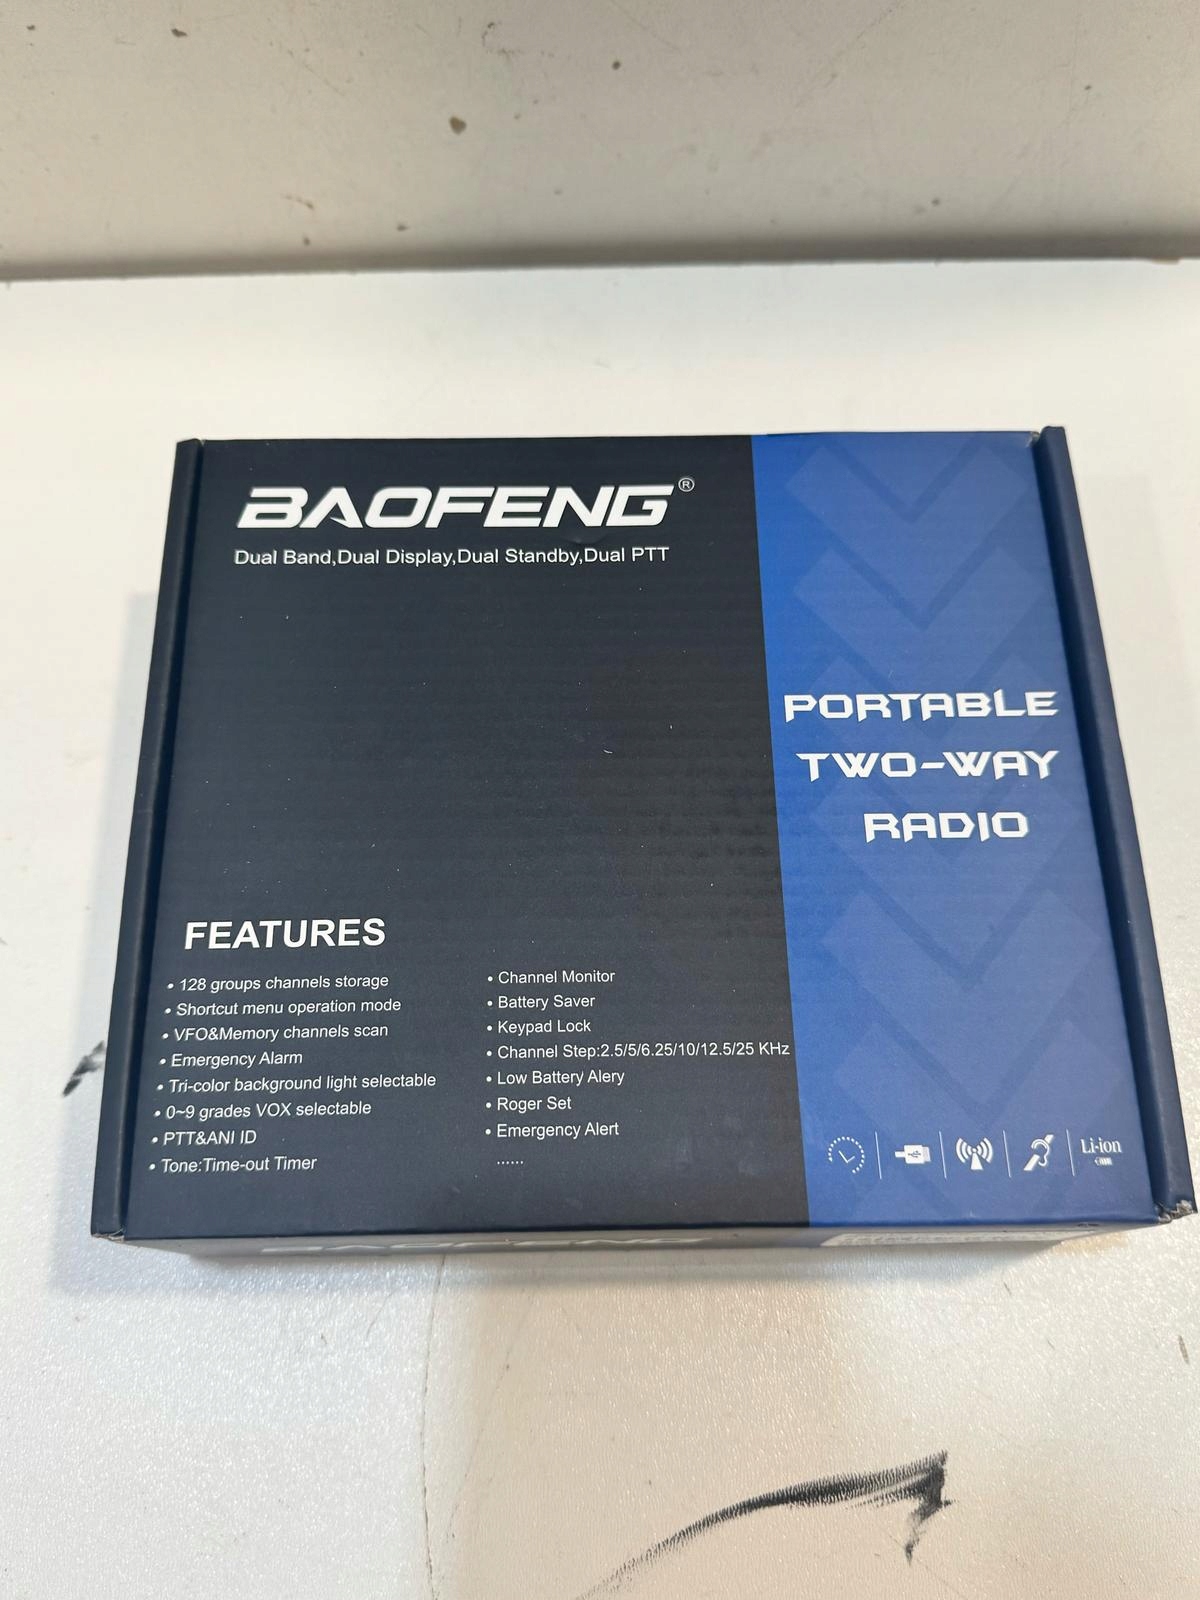 BAOFENG®
Dual Band,Dual Display,Dual Standby,Dual PTT
PORTABLE
TWO-WAY
RADIO
FEATURES
• 128 groups channels storage
• Shortcut menu operation mode
• VFO&Memory channels scan
• Emergency Alarm
• Tri-color background light selectable
• 0~9 grades VOX selectable
• PTT&ANI ID
• Tone:Time-out Timer
• Channel Monitor
• Battery Saver
• Keypad Lock
• Channel Step:2.5/5/6.25/10/12.5/25 KHz
• Low Battery Alery
• Roger Set
• Emergency Alert
......
Li-ion
BAOFENG